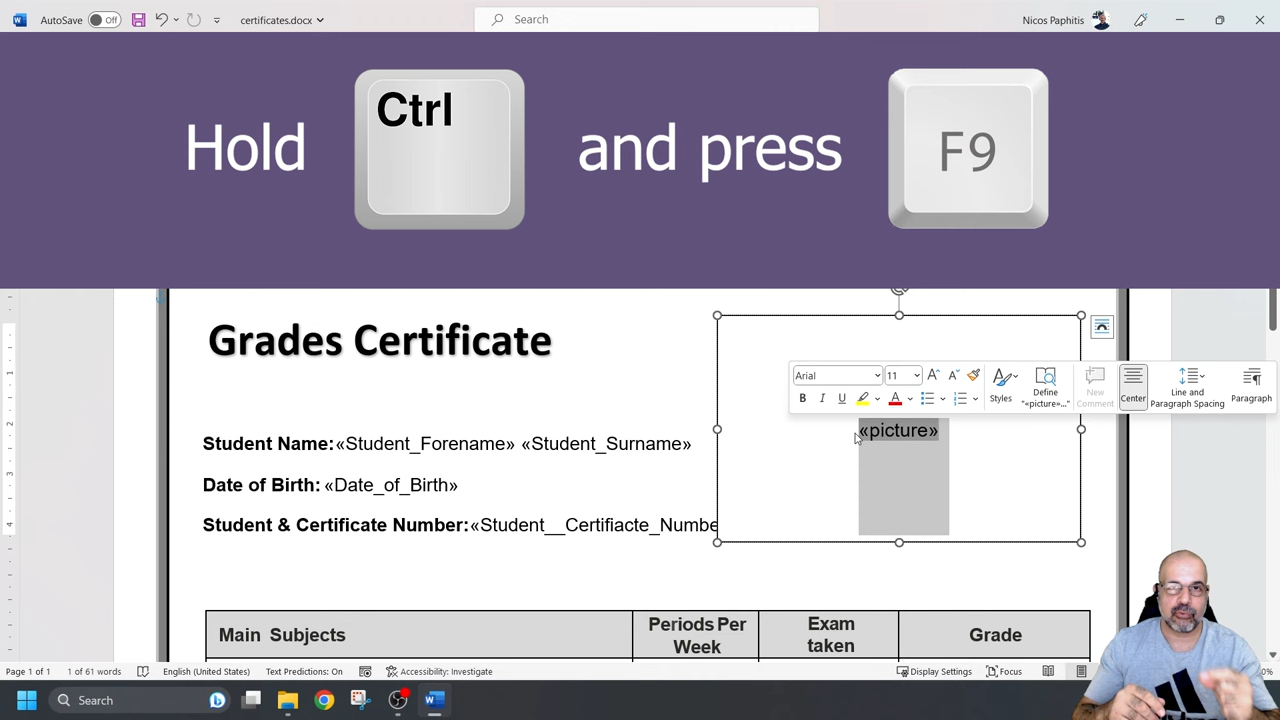 AutoSave Off certificates.docx Search Nicos Paphitis
Hold Ctrl and press F9
Grades Certificate
Arial 11 Styles Define "«picture»..." New Comment Center Line and Paragraph Spacing Paragraph
B I U A
«picture»
Student Name: «Student_Forename» «Student_Surname»
Date of Birth: «Date_of_Birth»
Student & Certificate Number: «Student__Certifiacte_Numbe
Main Subjects Periods Per Week Exam taken Grade
Page 1 of 1 1 of 61 words English (United States) Text Predictions: On Accessibility: Investigate Display Settings Focus 0%
Search